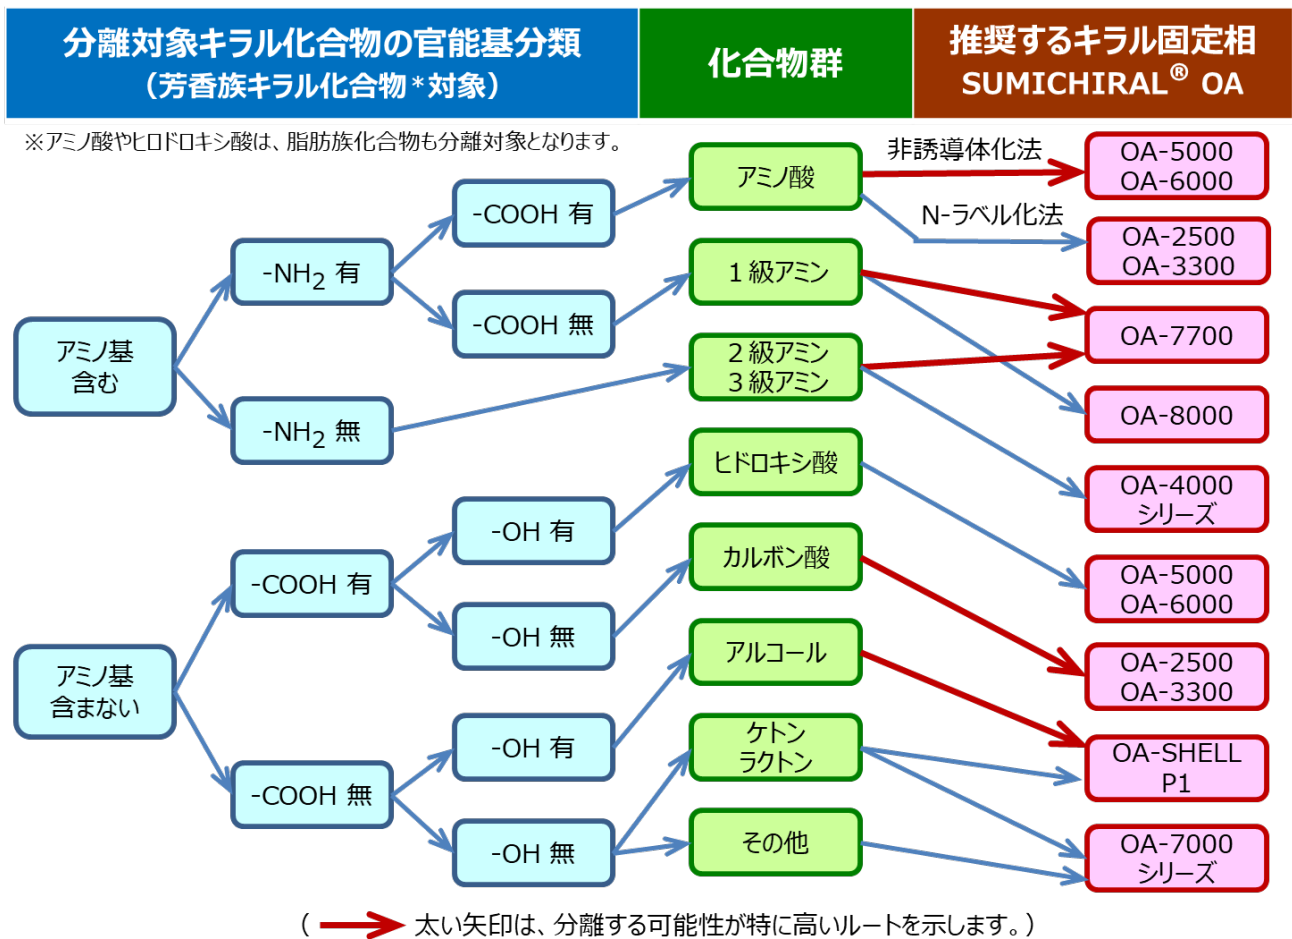 分離対象キラル化合物の官能基分類
（芳香族キラル化合物*対象）
化合物群
推奨するキラル固定相
SUMICHIRAL® OA
※アミノ酸やヒロドロキシ酸は、脂肪族化合物も分離対象となります。
アミノ基
含む
-NH2 有
-NH2 無
-COOH 有
-COOH 無
アミノ基
含まない
-COOH 有
-COOH 無
-OH 有
-OH 無
-OH 有
-OH 無
アミノ酸
1級アミン
2級アミン
3級アミン
ヒドロキシ酸
カルボン酸
アルコール
ケトン
ラクトン
その他
非誘導体化法
N-ラベル化法
OA-5000
OA-6000
OA-2500
OA-3300
OA-7700
OA-8000
OA-4000
シリーズ
OA-5000
OA-6000
OA-2500
OA-3300
OA-SHELL
P1
OA-7000
シリーズ
（ 太い矢印は、分離する可能性が特に高いルートを示します。）